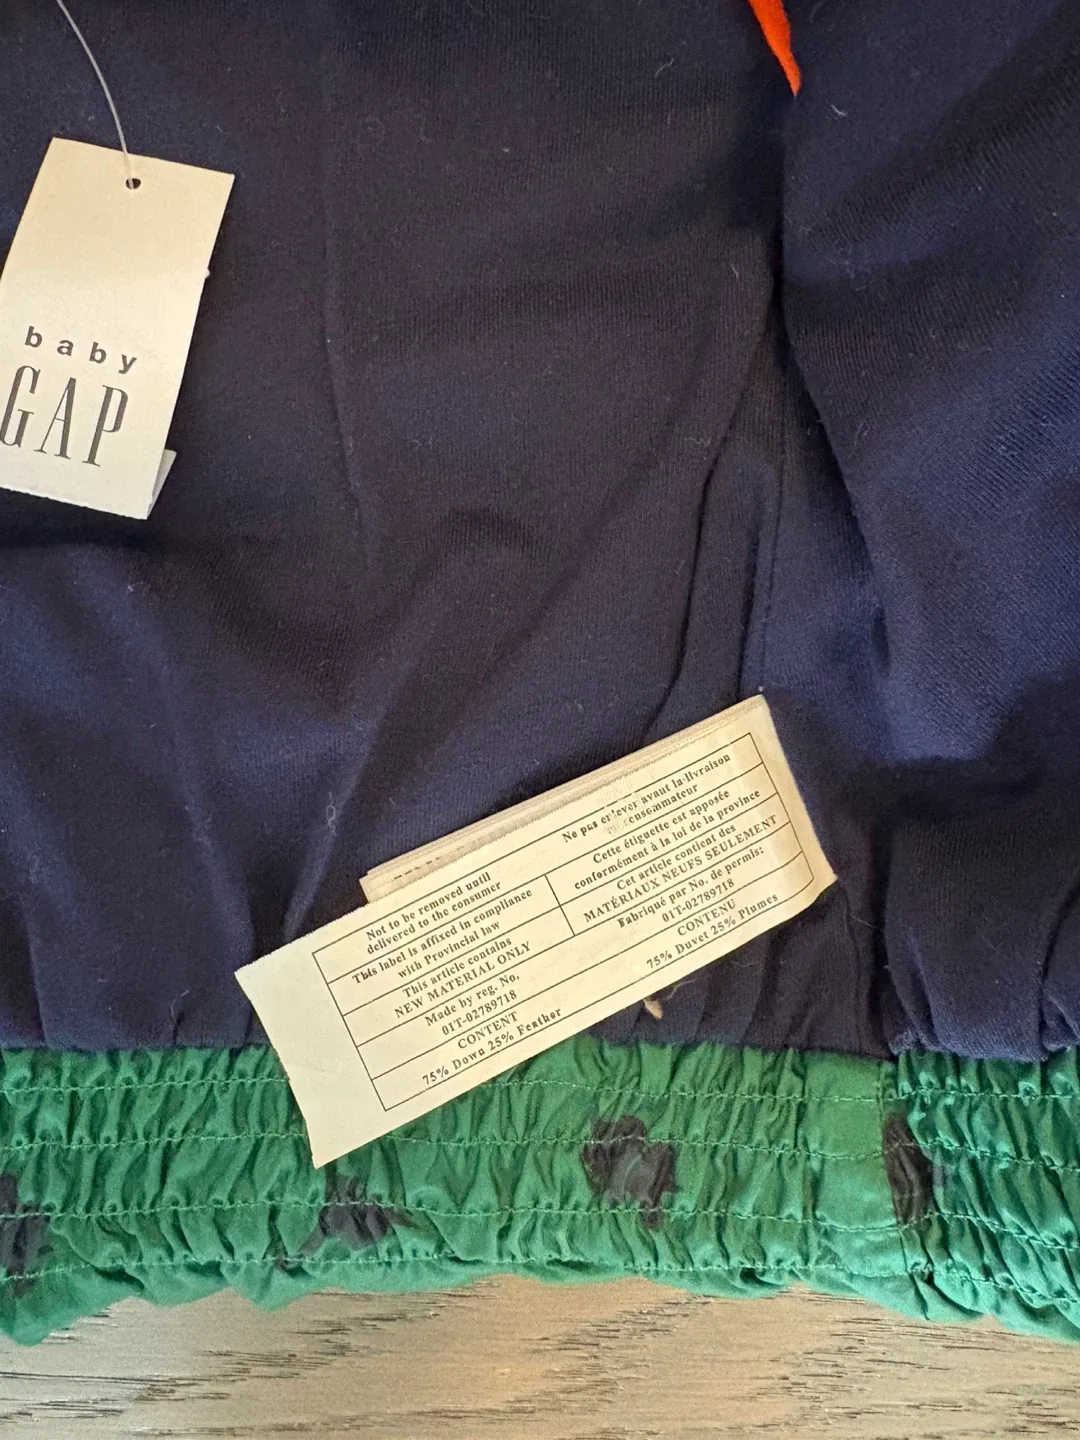 baby
GAP
Not to be removed until
delivered to the consumer
This label is affixed in compliance
with Provincial law
This article contains
NEW MATERIAL ONLY
Made by reg. No.
01T-02789718
CONTENT
75% Down 25% Feather
Ne pas enlever avant la livraison
consommateur
Cette étiquette est apposée
conformément à la loi de la province
Cet article contient des
MATÉRIAUX NEUFS SEULEMENT
Fabriqué par No. de permis:
01T-02789718
CONTENU
75% Duvet 25% Plumes